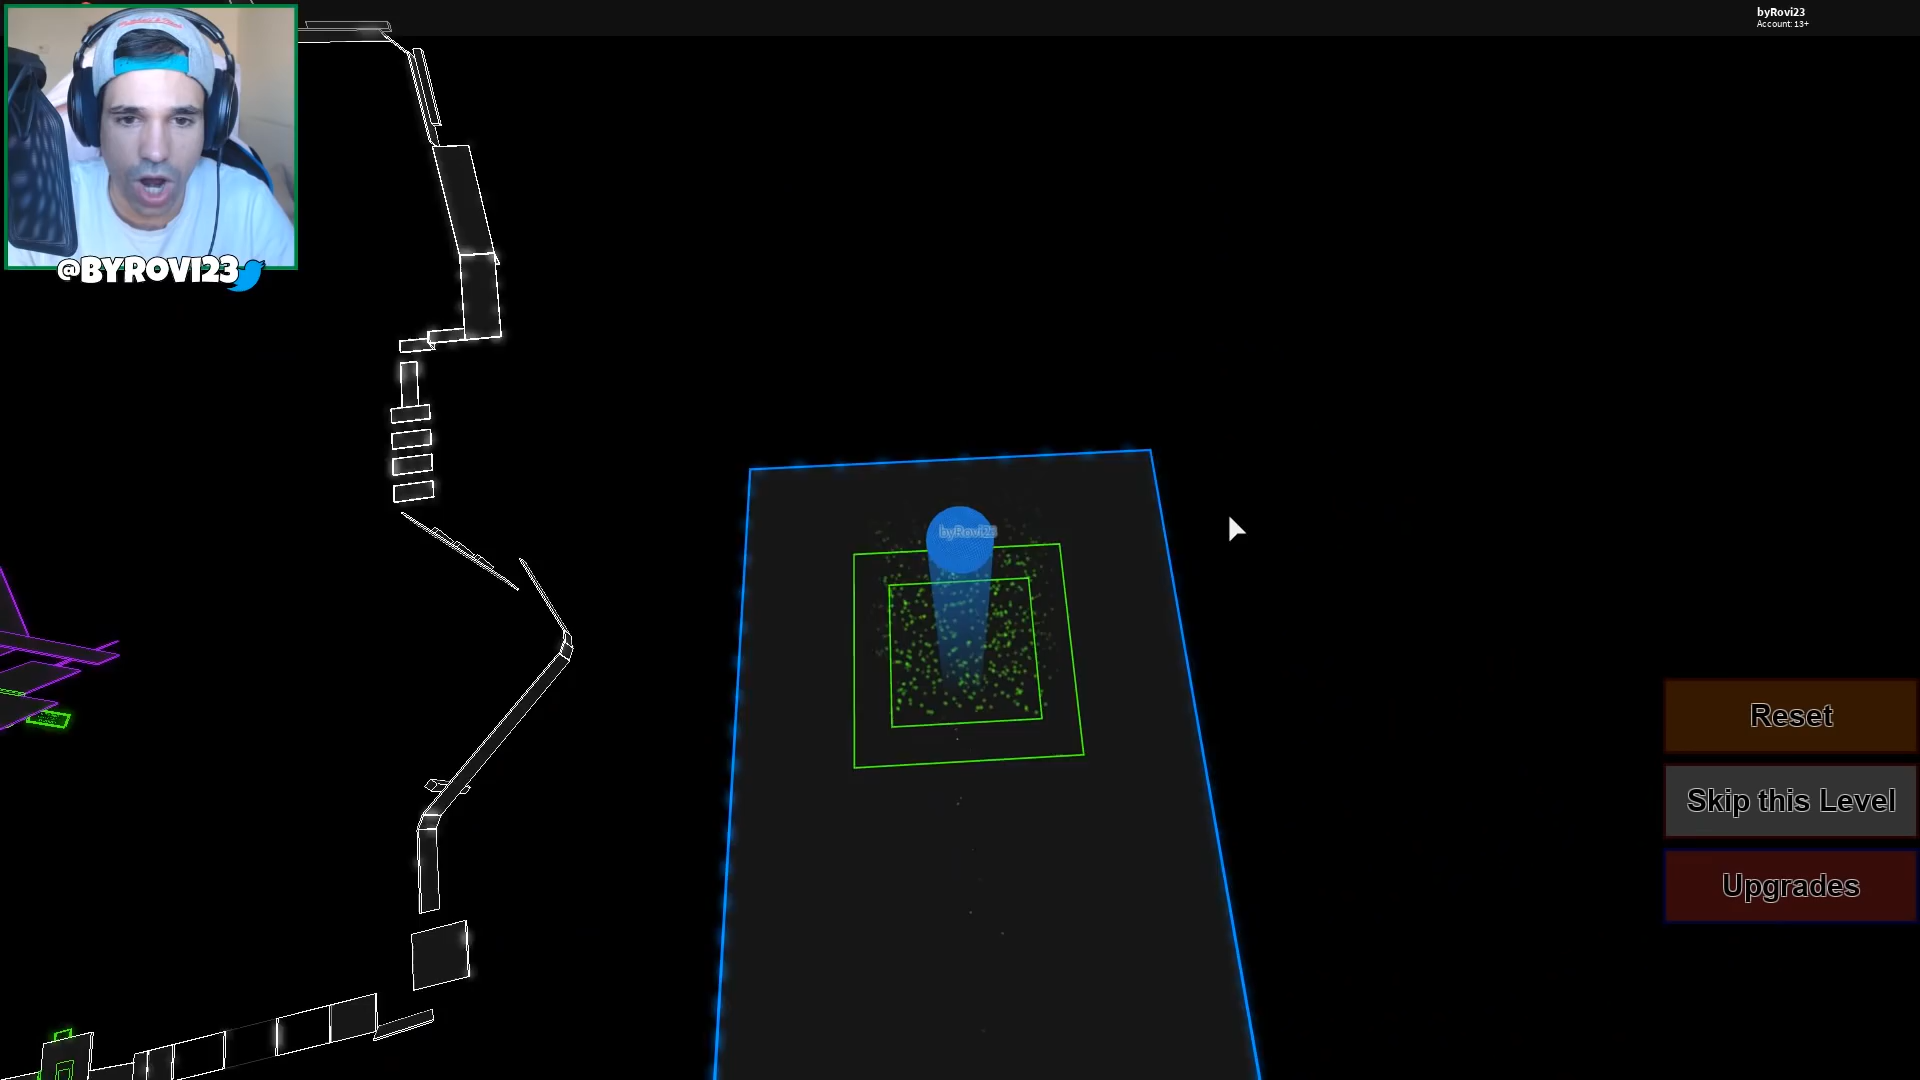 byRovi23
Account: 13+
@BYROVI23
byRovi23
Reset
Skip this Level
Upgrades